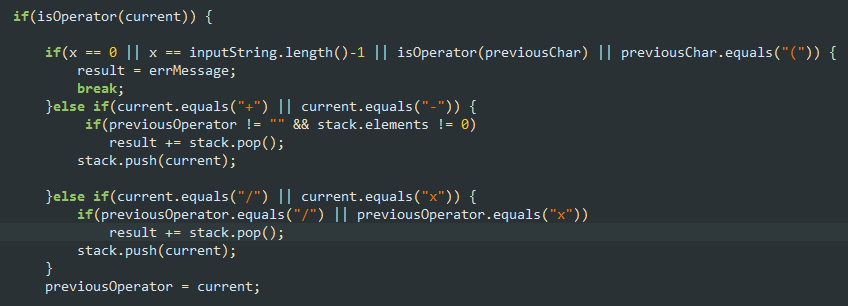 if(isOperator(current)) {
if(x == 0 || x == inputString.length()-1 || isOperator(previousChar) || previousChar.equals("(")) {
result = errMessage;
break;
}else if(current.equals("+") || current.equals("-")) {
if(previousOperator != "" && stack.elements != 0)
result += stack.pop();
stack.push(current);
}else if(current.equals("/") || current.equals("x")) {
if(previousOperator.equals("/") || previousOperator.equals("x"))
result += stack.pop();
stack.push(current);
}
previousOperator = current;